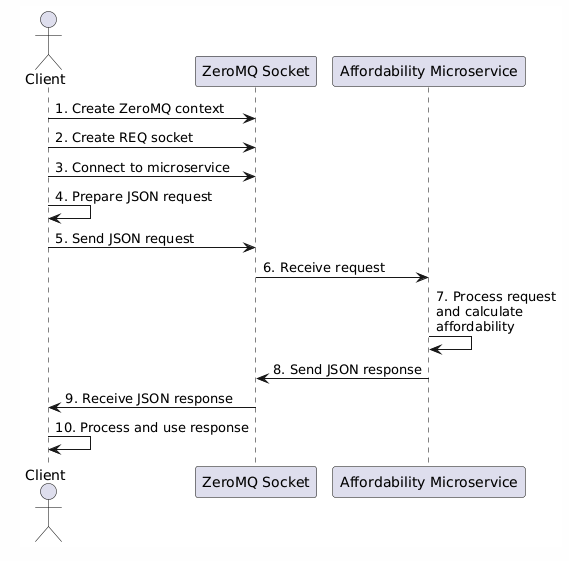 Client
ZeroMQ Socket
Affordability Microservice
1. Create ZeroMQ context
2. Create REQ socket
3. Connect to microservice
4. Prepare JSON request
5. Send JSON request
6. Receive request
7. Process request
and calculate
affordability
8. Send JSON response
9. Receive JSON response
10. Process and use response
Client
ZeroMQ Socket
Affordability Microservice